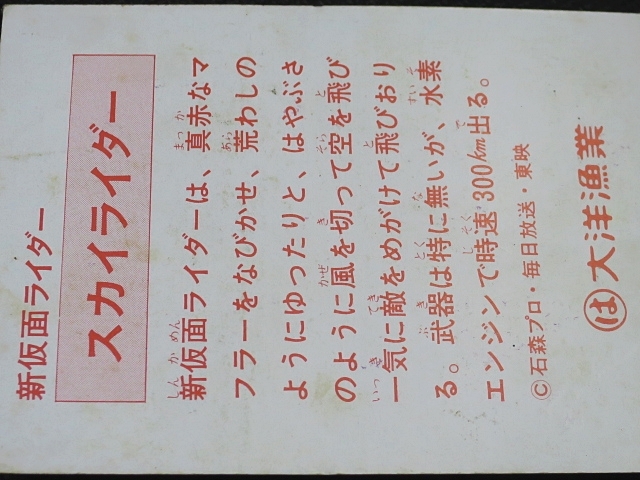 新仮面ライダー
スカイライダー
新仮面ライダーは、真赤なマ
フラーをなびかせ、荒わしの
ようにゆったりと、はやぶさ
のように風を切って空を飛び
一気に敵をめがけて飛びおり
る。武器は特に無いが、水素
エンジンで時速300km出る。
©石森プロ・毎日放送・東映
は 大洋漁業